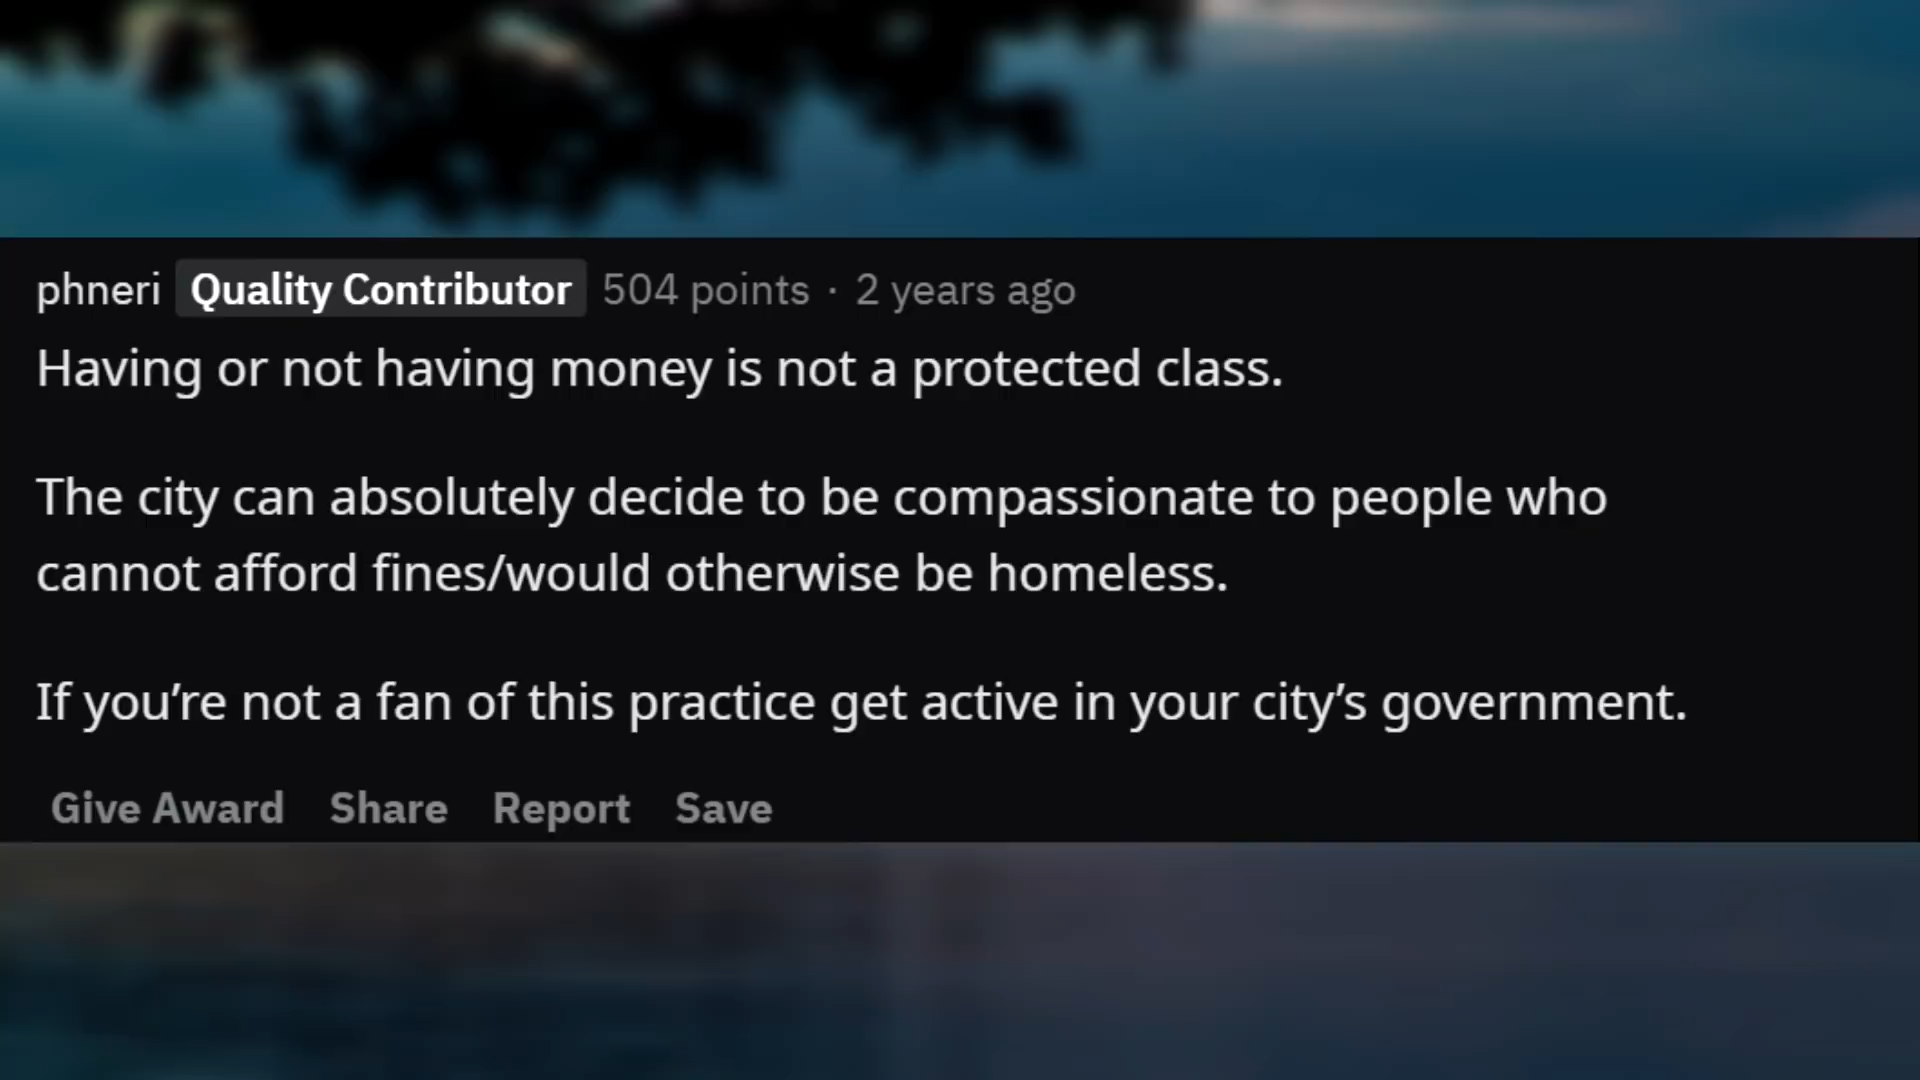 phneri Quality Contributor 504 points · 2 years ago
Having or not having money is not a protected class.
The city can absolutely decide to be compassionate to people who
cannot afford fines/would otherwise be homeless.
If you’re not a fan of this practice get active in your city’s government.
Give Award Share Report Save